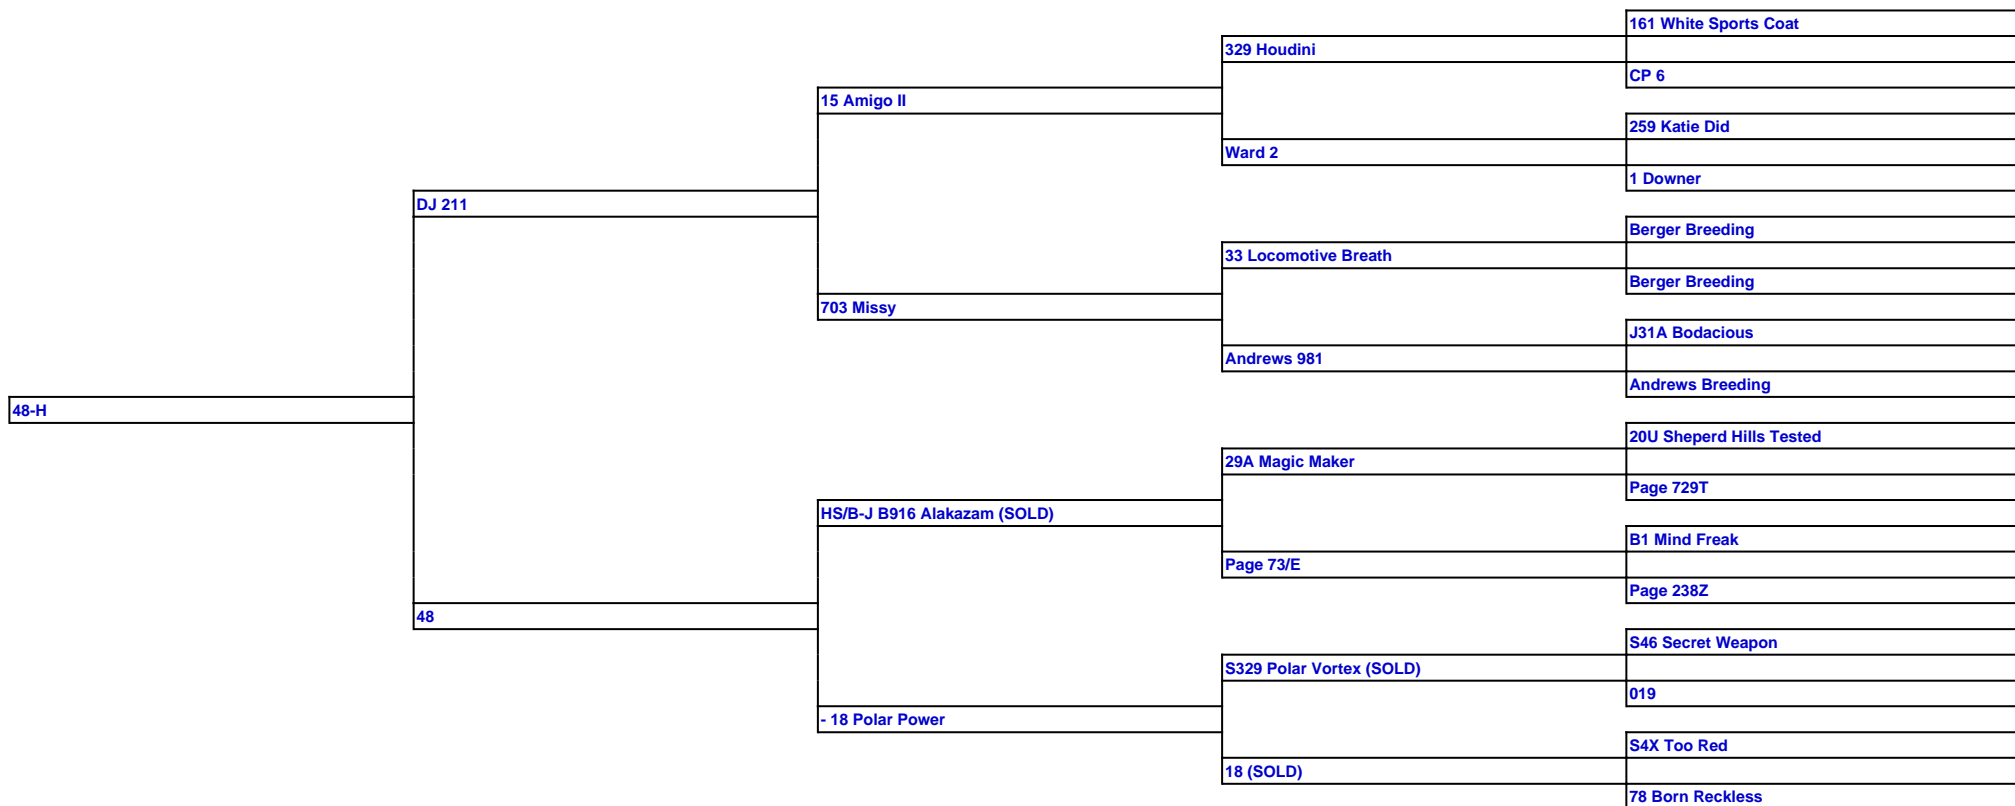 161 White Sports Coat
329 Houdini
CP 6
15 Amigo II
259 Katie Did
Ward 2
1 Downer
DJ 211
Berger Breeding
33 Locomotive Breath
Berger Breeding
703 Missy
J31A Bodacious
Andrews 981
Andrews Breeding
48-H
20U Sheperd Hills Tested
29A Magic Maker
Page 729T
HS/B-J B916 Alakazam (SOLD)
B1 Mind Freak
Page 73/E
Page 238Z
48
S46 Secret Weapon
S329 Polar Vortex (SOLD)
019
- 18 Polar Power
S4X Too Red
18 (SOLD)
78 Born Reckless